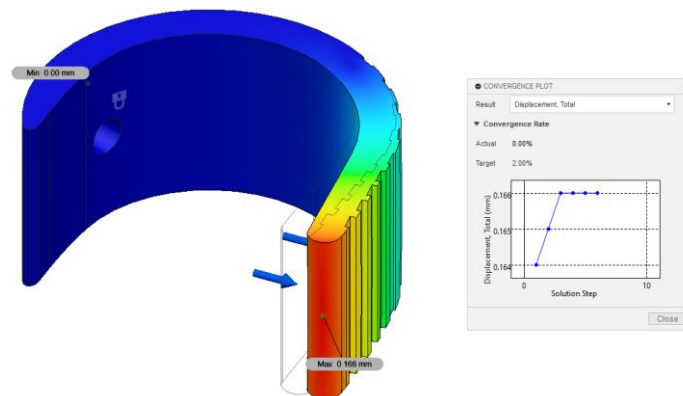 Min: 0.00 mm
Max: 0.166 mm
CONVERGENCE PLOT
Result Displacement, Total
Convergence Rate
Actual 0.00%
Target 2.00%
Displacement, Total (mm)
0.166
0.165
0.164
0 10
Solution Step
Close